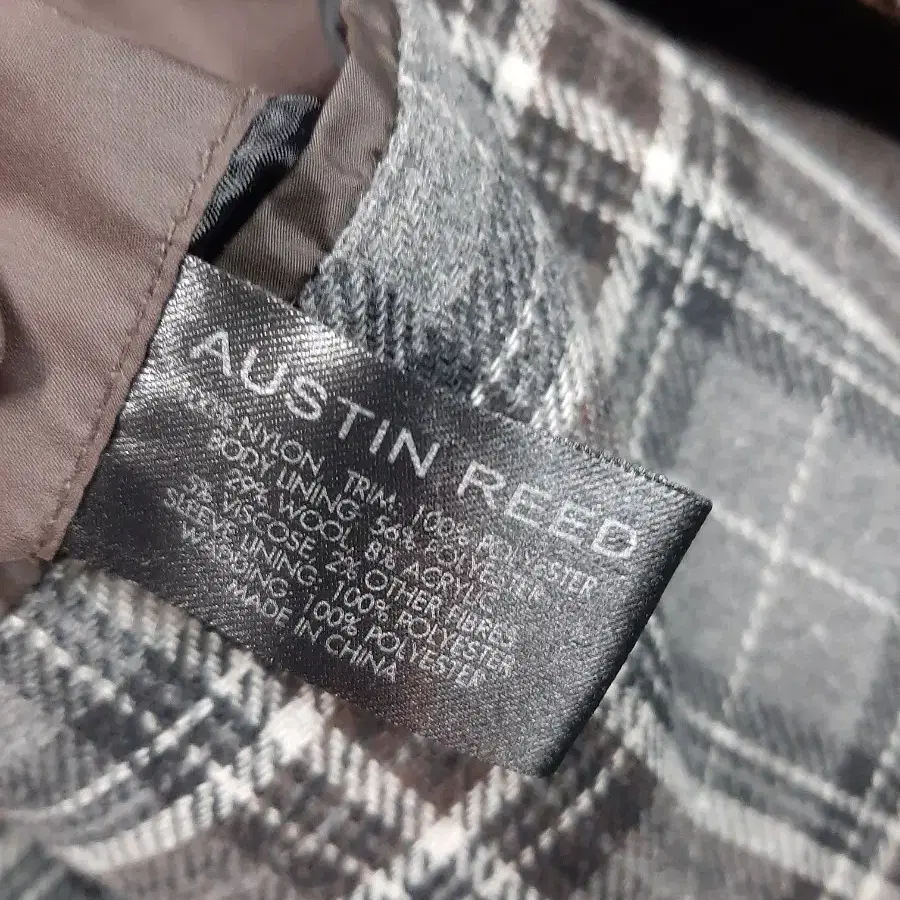 AUSTIN REED
NYLON
TRIM. 100% POLYESTER
BODY LINING. 56% POLYESTER
29% WOOL, 8% ACRYLIC
5% VISCOSE, 2% OTHER FIBRES
SLEEVE LINING. 100% POLYESTER
WADDING. 100% POLYESTER
MADE IN CHINA